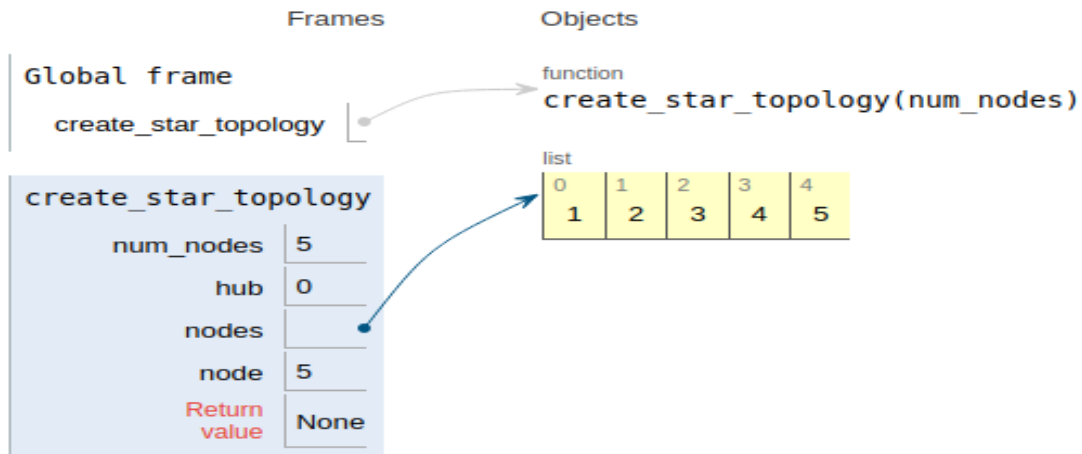 Frames Objects
Global frame
create_star_topology
function
create_star_topology(num_nodes)
list
0 1 2 3 4
1 2 3 4 5
create_star_topology
num_nodes 5
hub 0
nodes
node 5
Return
value None